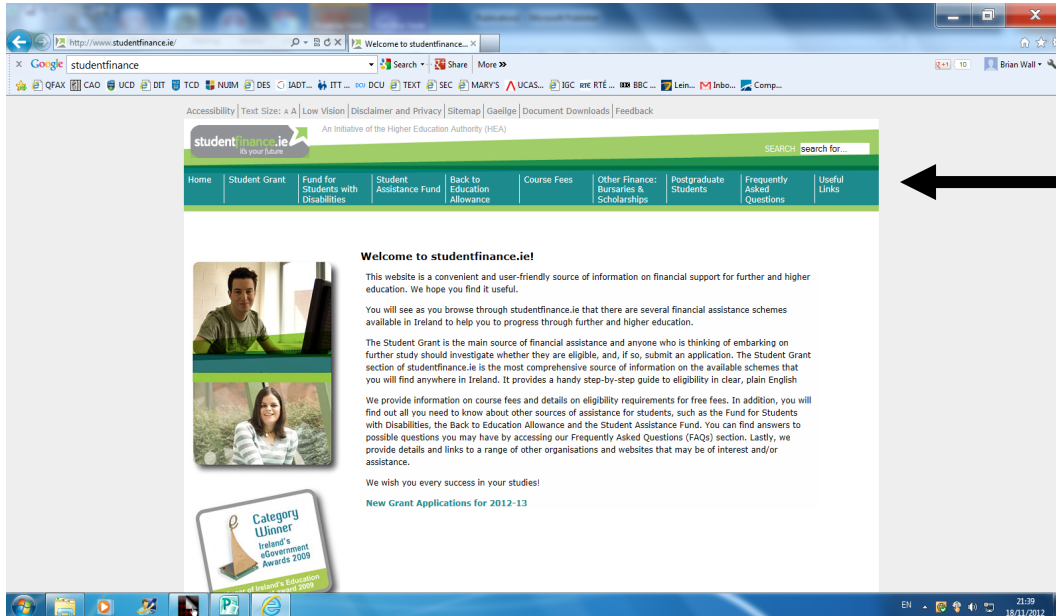 http://www.studentfinance.ie/
Welcome to studentfinance...
Google studentfinance Search Share More »
+1 10 Brian Wall
QFAX CAO UCD DIT TCD NUIM DES IADT... ITT ... DCU TEXT SEC MARY'S UCAS... IGC RTÉ ... BBC ... Lein... Inbo... Comp...
Accessibility Text Size: A A Low Vision Disclaimer and Privacy Sitemap Gaeilge Document Downloads Feedback
An Initiative of the Higher Education Authority (HEA)
studentfinance.ie
it's your future
SEARCH search for...
Home
Student Grant
Fund for
Students with
Disabilities
Student
Assistance Fund
Back to
Education
Allowance
Course Fees
Other Finance:
Bursaries &
Scholarships
Postgraduate
Students
Frequently
Asked
Questions
Useful
Links
Welcome to studentfinance.ie!
This website is a convenient and user-friendly source of information on financial support for further and higher
education. We hope you find it useful.
You will see as you browse through studentfinance.ie that there are several financial assistance schemes
available in Ireland to help you to progress through further and higher education.
The Student Grant is the main source of financial assistance and anyone who is thinking of embarking on
further study should investigate whether they are eligible, and, if so, submit an application. The Student Grant
section of studentfinance.ie is the most comprehensive source of information on the available schemes that
you will find anywhere in Ireland. It provides a handy step-by-step guide to eligibility in clear, plain English
We provide information on course fees and details on eligibility requirements for free fees. In addition, you will
find out all you need to know about other sources of assistance for students, such as the Fund for Students
with Disabilities, the Back to Education Allowance and the Student Assistance Fund. You can find answers to
possible questions you may have by accessing our Frequently Asked Questions (FAQs) section. Lastly, we
provide details and links to a range of other organisations and websites that may be of interest and/or
assistance.
We wish you every success in your studies!
New Grant Applications for 2012-13
Category
Winner
Ireland's
eGovernment
Awards 2009
of Ireland's Education
award 2009
EN
21:39
18/11/2012